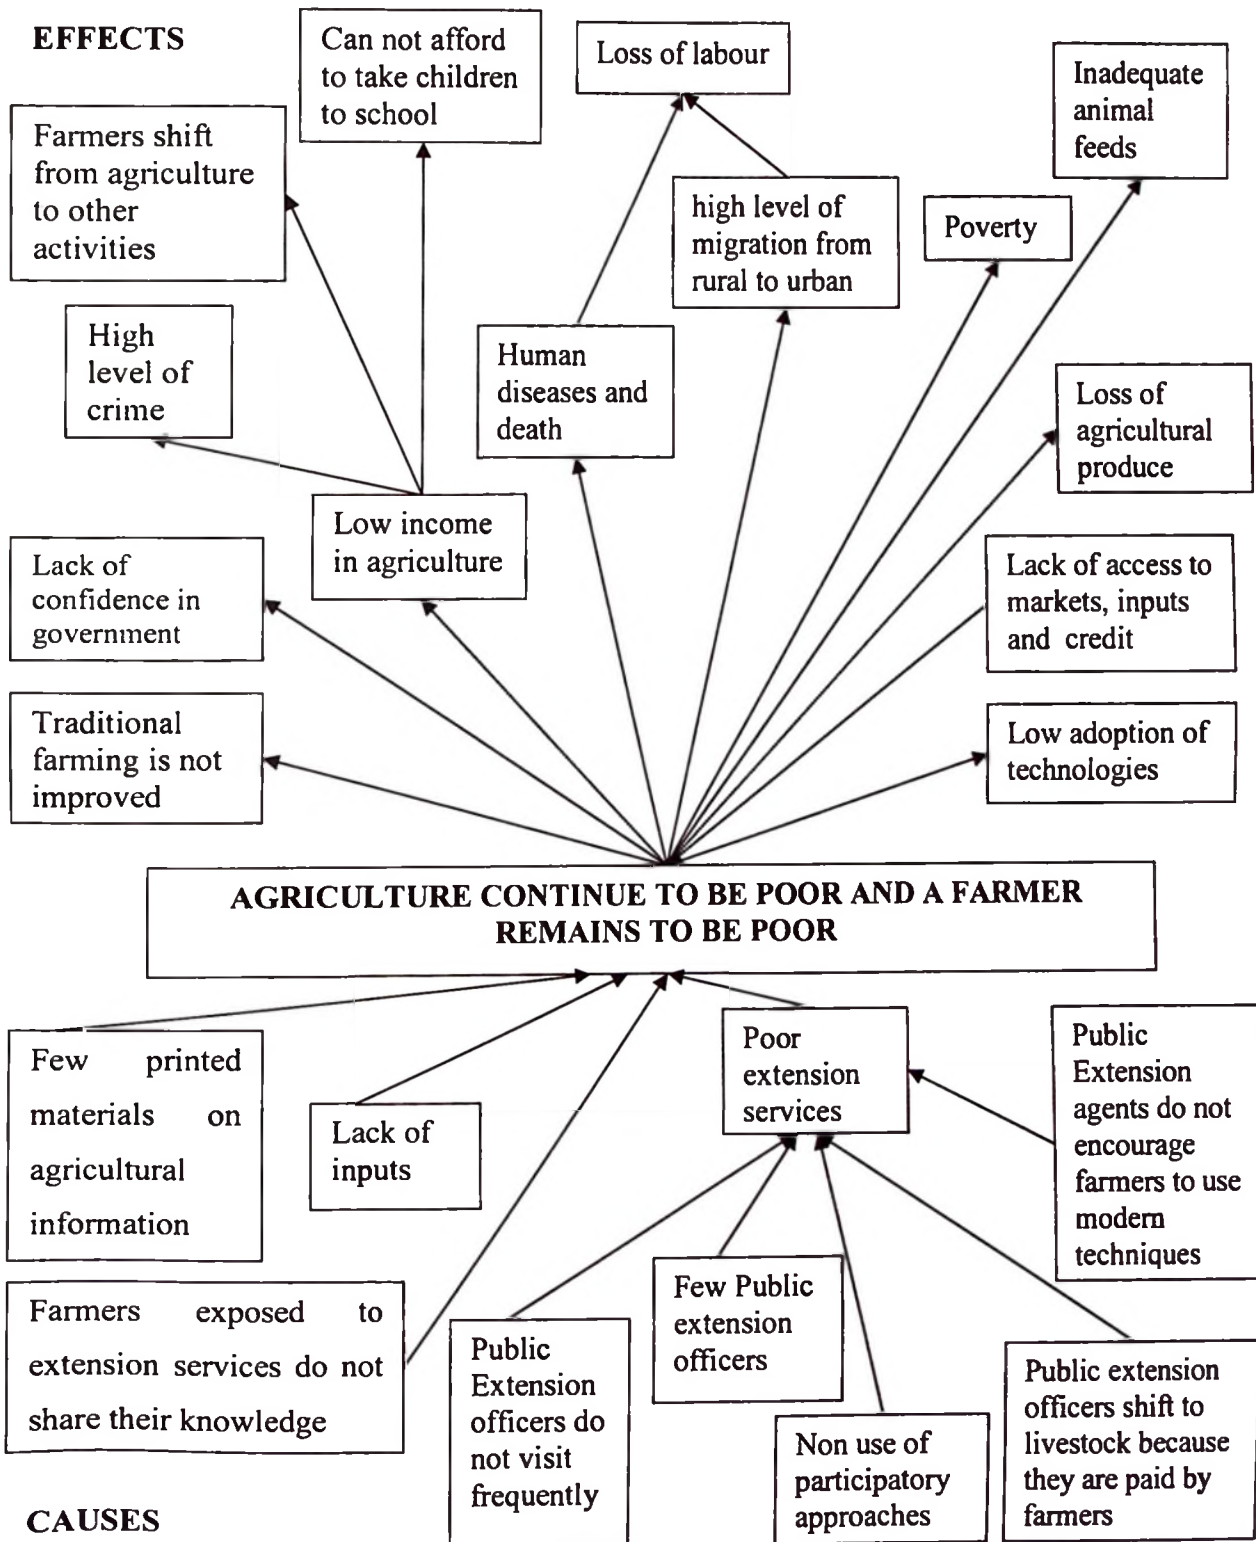 EFFECTS
Can not afford
to take children
to school
Loss of labour
Inadequate
animal
feeds
Farmers shift
from agriculture
to other
activities
high level of
migration from
rural to urban
Poverty
High
level of
crime
Human
diseases and
death
Loss of
agricultural
produce
Low income
in agriculture
Lack of
confidence in
government
Lack of access to
markets, inputs
and credit
Traditional
farming is not
improved
Low adoption of
technologies
AGRICULTURE CONTINUE TO BE POOR AND A FARMER
REMAINS TO BE POOR
Few printed
materials on
agricultural
information
Lack of
inputs
Poor
extension
services
Public
Extension
agents do not
encourage
farmers to use
modern
techniques
Farmers exposed to
extension services do not
share their knowledge
Public
Extension
officers do
not visit
frequently
Few Public
extension
officers
Non use of
participatory
approaches
Public extension
officers shift to
livestock because
they are paid by
farmers
CAUSES